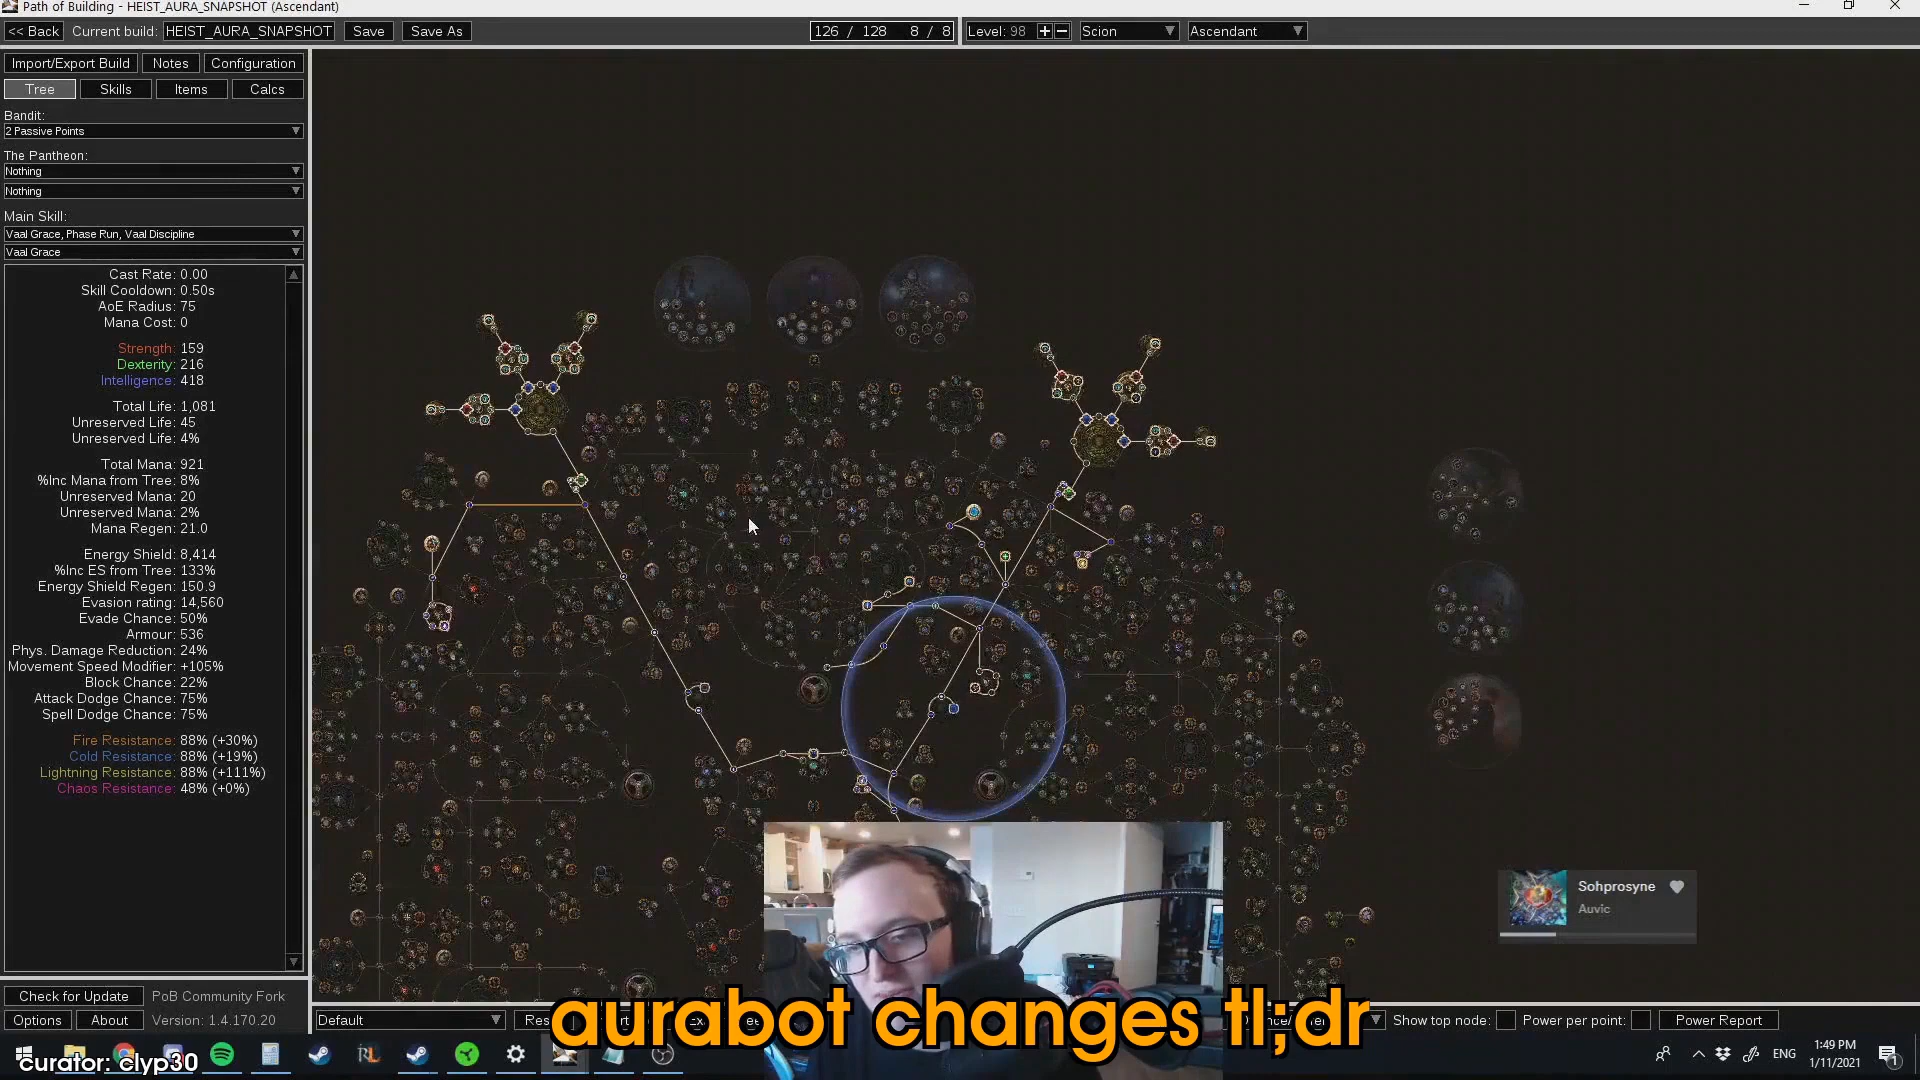 Path of Building - HEIST_AURA_SNAPSHOT (Ascendant)
<< Back
Current build: HEIST_AURA_SNAPSHOT
Save
Save As
126 / 128 8 / 8
Level: 98
+
-
Scion
Ascendant
Import/Export Build
Notes
Configuration
Tree
Skills
Items
Calcs
Bandit:
2 Passive Points
The Pantheon:
Nothing
Nothing
Main Skill:
Vaal Grace, Phase Run, Vaal Discipline
Vaal Grace
Cast Rate: 0.00
Skill Cooldown: 0.50s
AoE Radius: 75
Mana Cost: 0
Strength: 159
Dexterity: 216
Intelligence: 418
Total Life: 1,081
Unreserved Life: 45
Unreserved Life: 4%
Total Mana: 921
%Inc Mana from Tree: 8%
Unreserved Mana: 20
Unreserved Mana: 2%
Mana Regen: 21.0
Energy Shield: 8,414
%Inc ES from Tree: 133%
Energy Shield Regen: 150.9
Evasion rating: 14,560
Evade Chance: 50%
Armour: 536
Phys. Damage Reduction: 24%
Movement Speed Modifier: +105%
Block Chance: 22%
Attack Dodge Chance: 75%
Spell Dodge Chance: 75%
Fire Resistance: 88% (+30%)
Cold Resistance: 88% (+19%)
Lightning Resistance: 88% (+111%)
Chaos Resistance: 48% (+0%)
Sohprosyne
Auvic
Check for Update
PoB Community Fork
Options
About
Version: 1.4.170.20
Default
Show top node:
Power per point:
Power Report
aurabot changes tl;dr
curator: clyp30
ENG
1:49 PM
1/11/2021
1